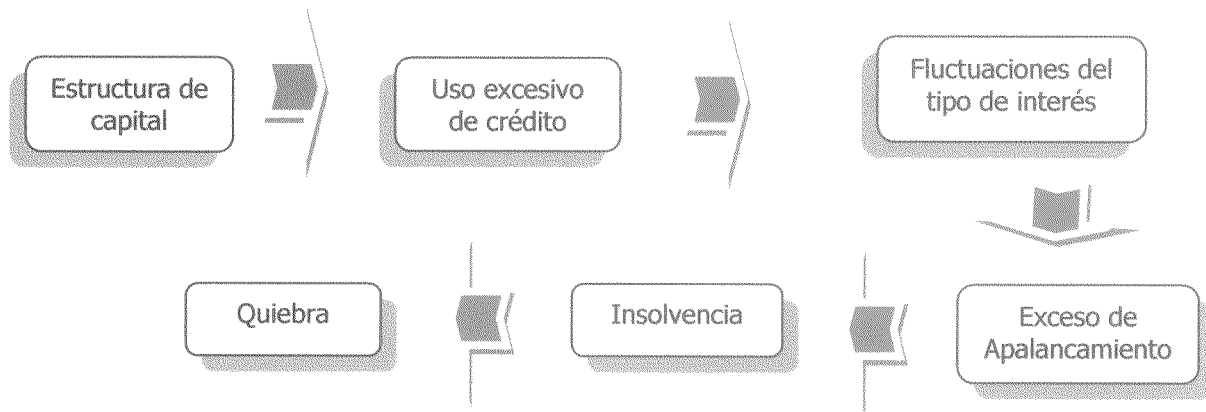 Estructura de
capital
Uso excesivo
de crédito
Fluctuaciones del
tipo de interés
Exceso de
Apalancamiento
Insolvencia
Quiebra